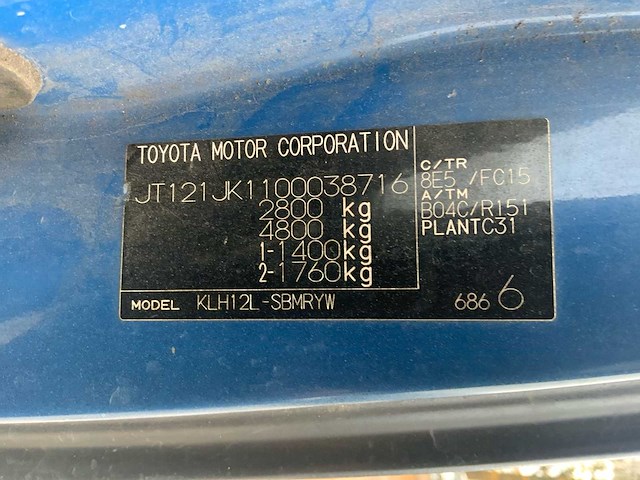 TOYOTA MOTOR CORPORATION
JT121JK1100038716
2800 kg
4800 kg
1-1400kg
2-1760kg
C/TR
8E5 /FC15
A/TM
B04C/R151
PLANTC31
MODEL KLH12L-SBMRYW
686 6